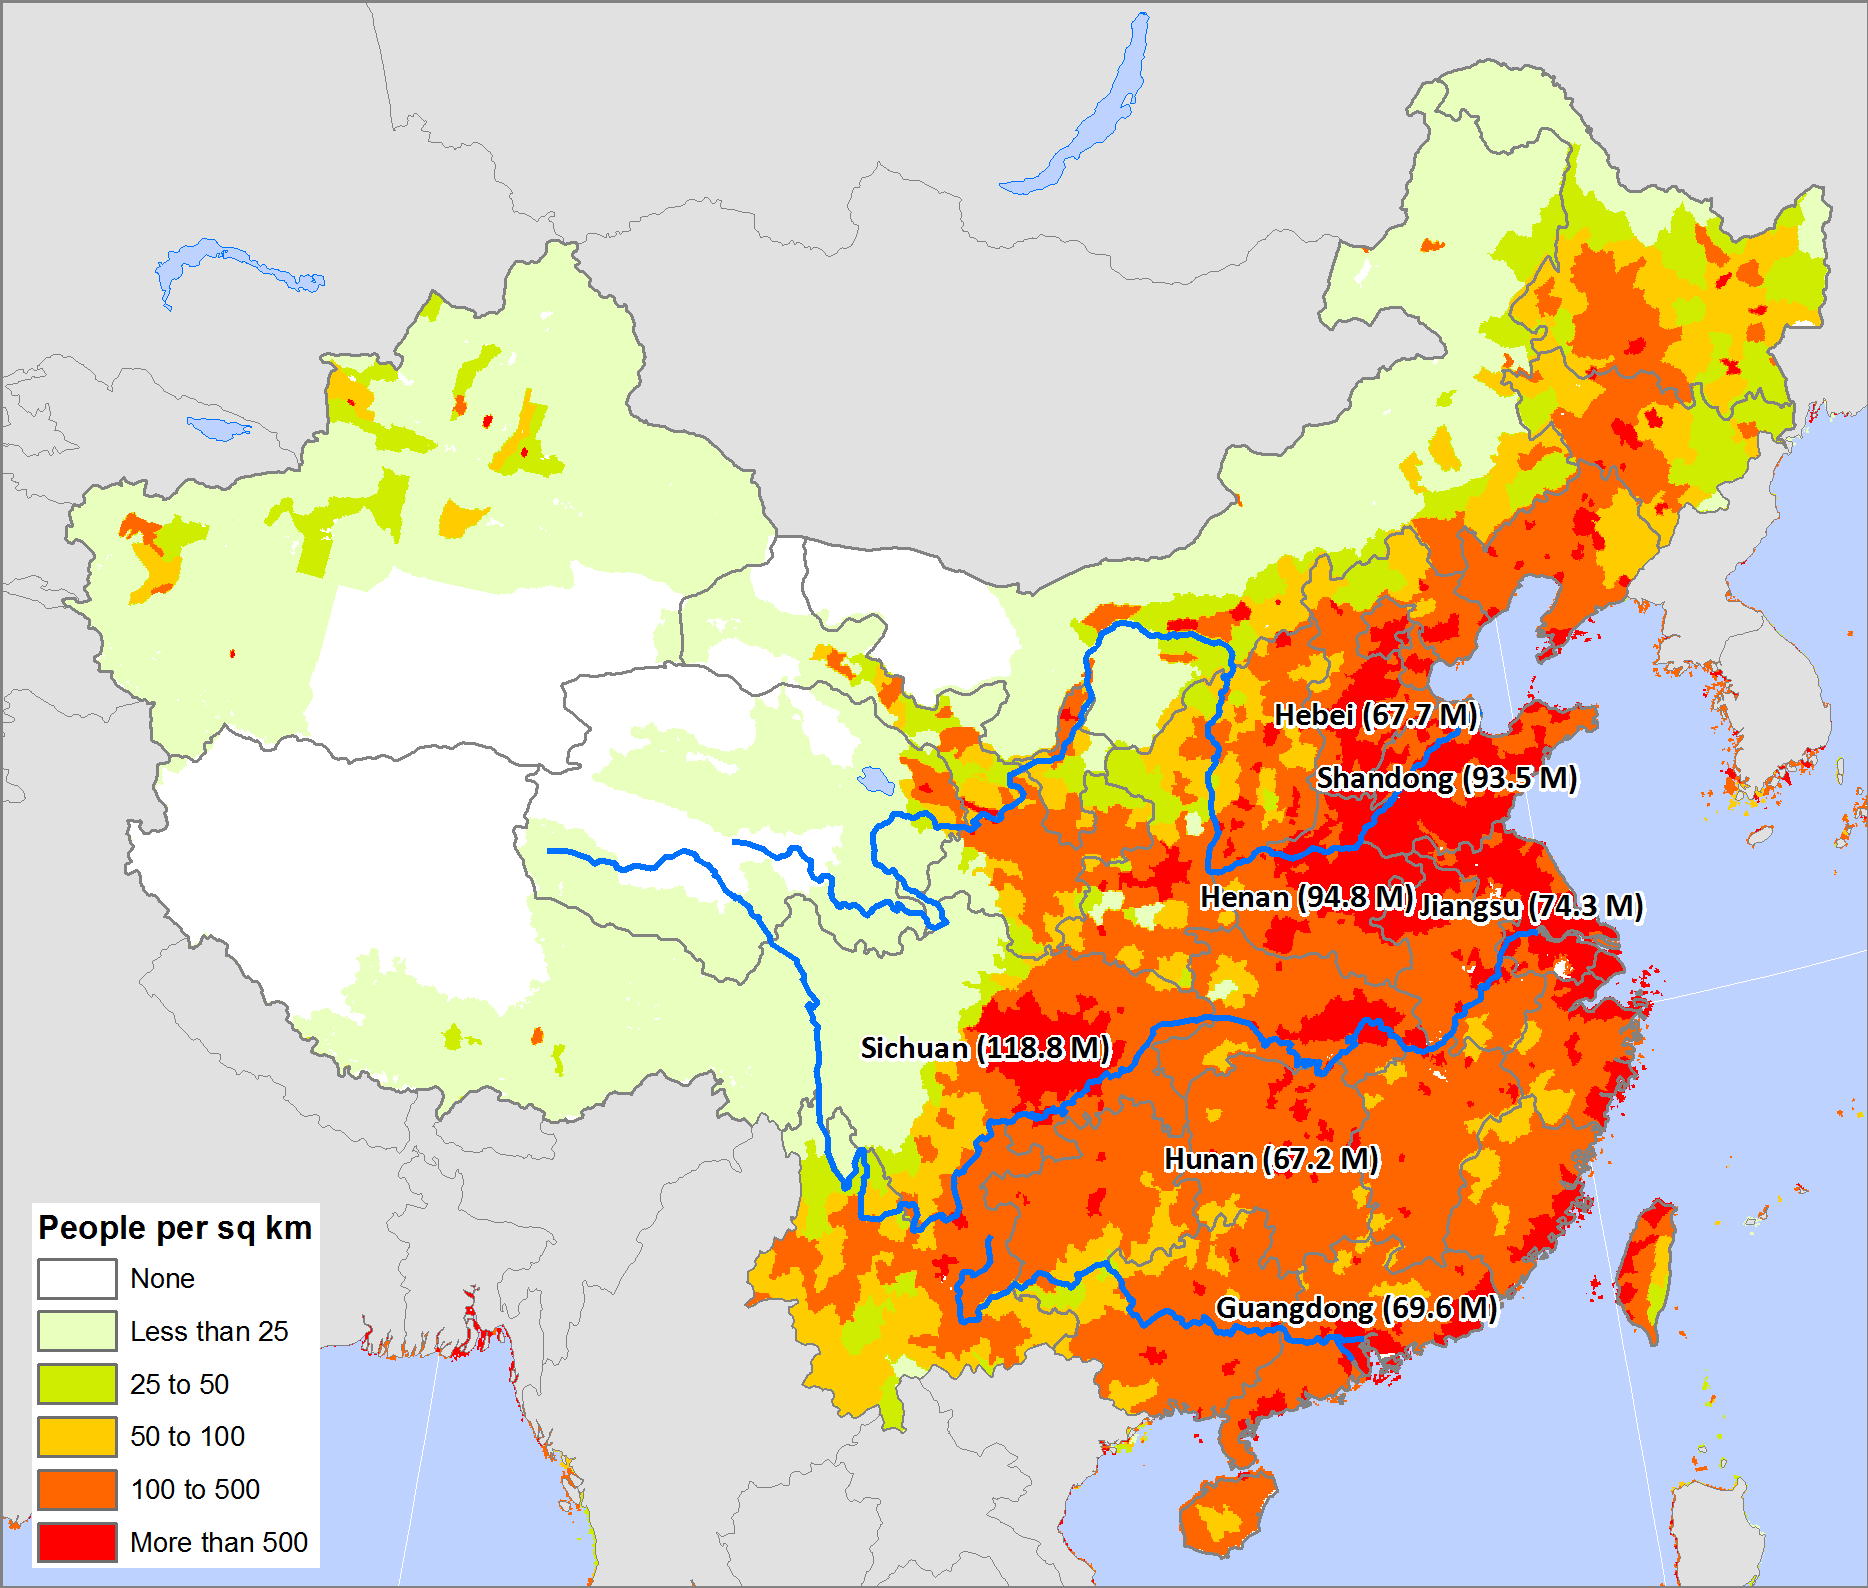 Hebei (67.7 M)
Shandong (93.5 M)
Henan (94.8 M)
Jiangsu (74.3 M)
Sichuan (118.8 M)
Hunan (67.2 M)
Guangdong (69.6 M)
People per sq km
None
Less than 25
25 to 50
50 to 100
100 to 500
More than 500